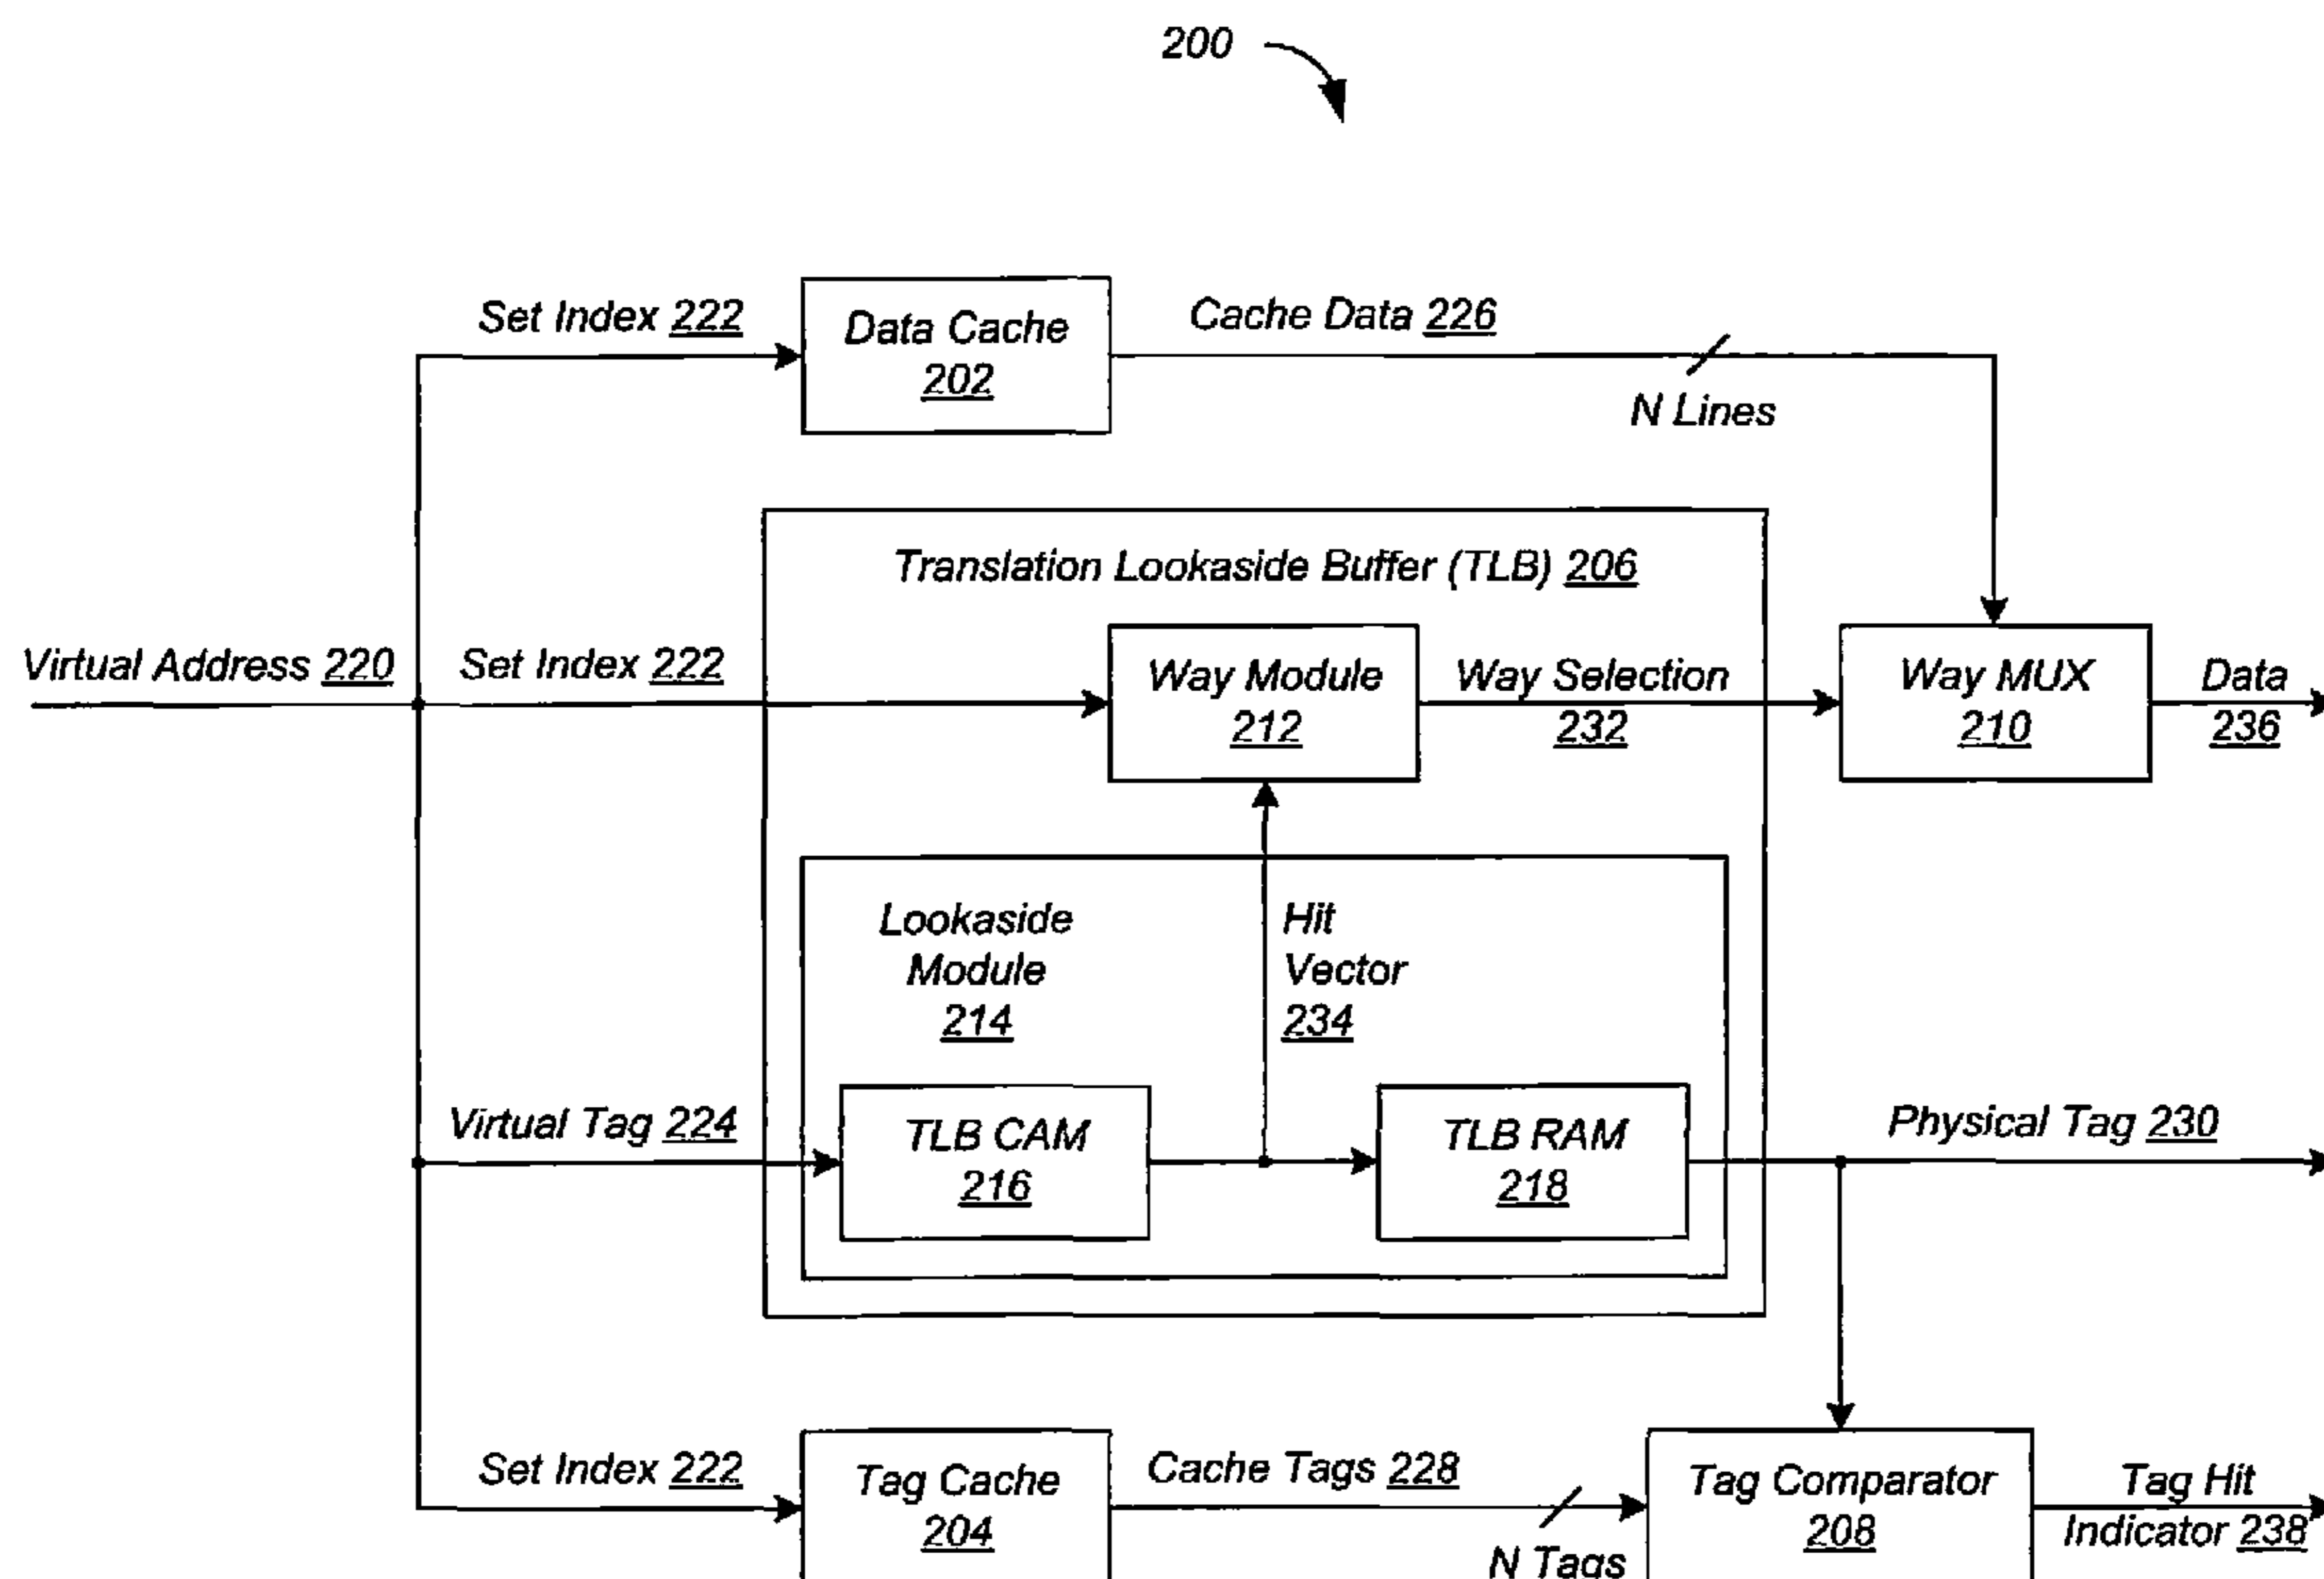 200
Set Index 222
Data Cache
202
Cache Data 226
N Lines
Translation Lookaside Buffer (TLB) 206
Virtual Address 220
Set Index 222
Way Module
212
Way Selection
232
Way MUX
210
Data
236
Lookaside
Module
214
Hit
Vector
234
Virtual Tag 224
TLB CAM
216
TLB RAM
218
Physical Tag 230
Set Index 222
Tag Cache
204
Cache Tags 228
N Tags
Tag Comparator
208
Tag Hit
Indicator 238